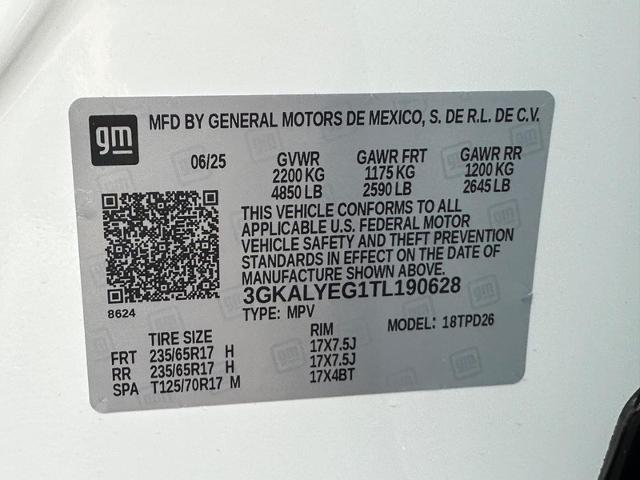 gm
MFD BY GENERAL MOTORS DE MEXICO, S. DE R.L. DE C.V.
06/25 GVWR GAWR FRT GAWR RR
2200 KG 1175 KG 1200 KG
4850 LB 2590 LB 2645 LB
THIS VEHICLE CONFORMS TO ALL
APPLICABLE U.S. FEDERAL MOTOR
VEHICLE SAFETY AND THEFT PREVENTION
STANDARDS IN EFFECT ON THE DATE OF
MANUFACTURE SHOWN ABOVE.
3GKALYEG1TL190628
8624
TYPE: MPV MODEL: 18TPD26
TIRE SIZE RIM
FRT 235/65R17 H 17X7.5J
RR 235/65R17 H 17X7.5J
SPA T125/70R17 M 17X4BT